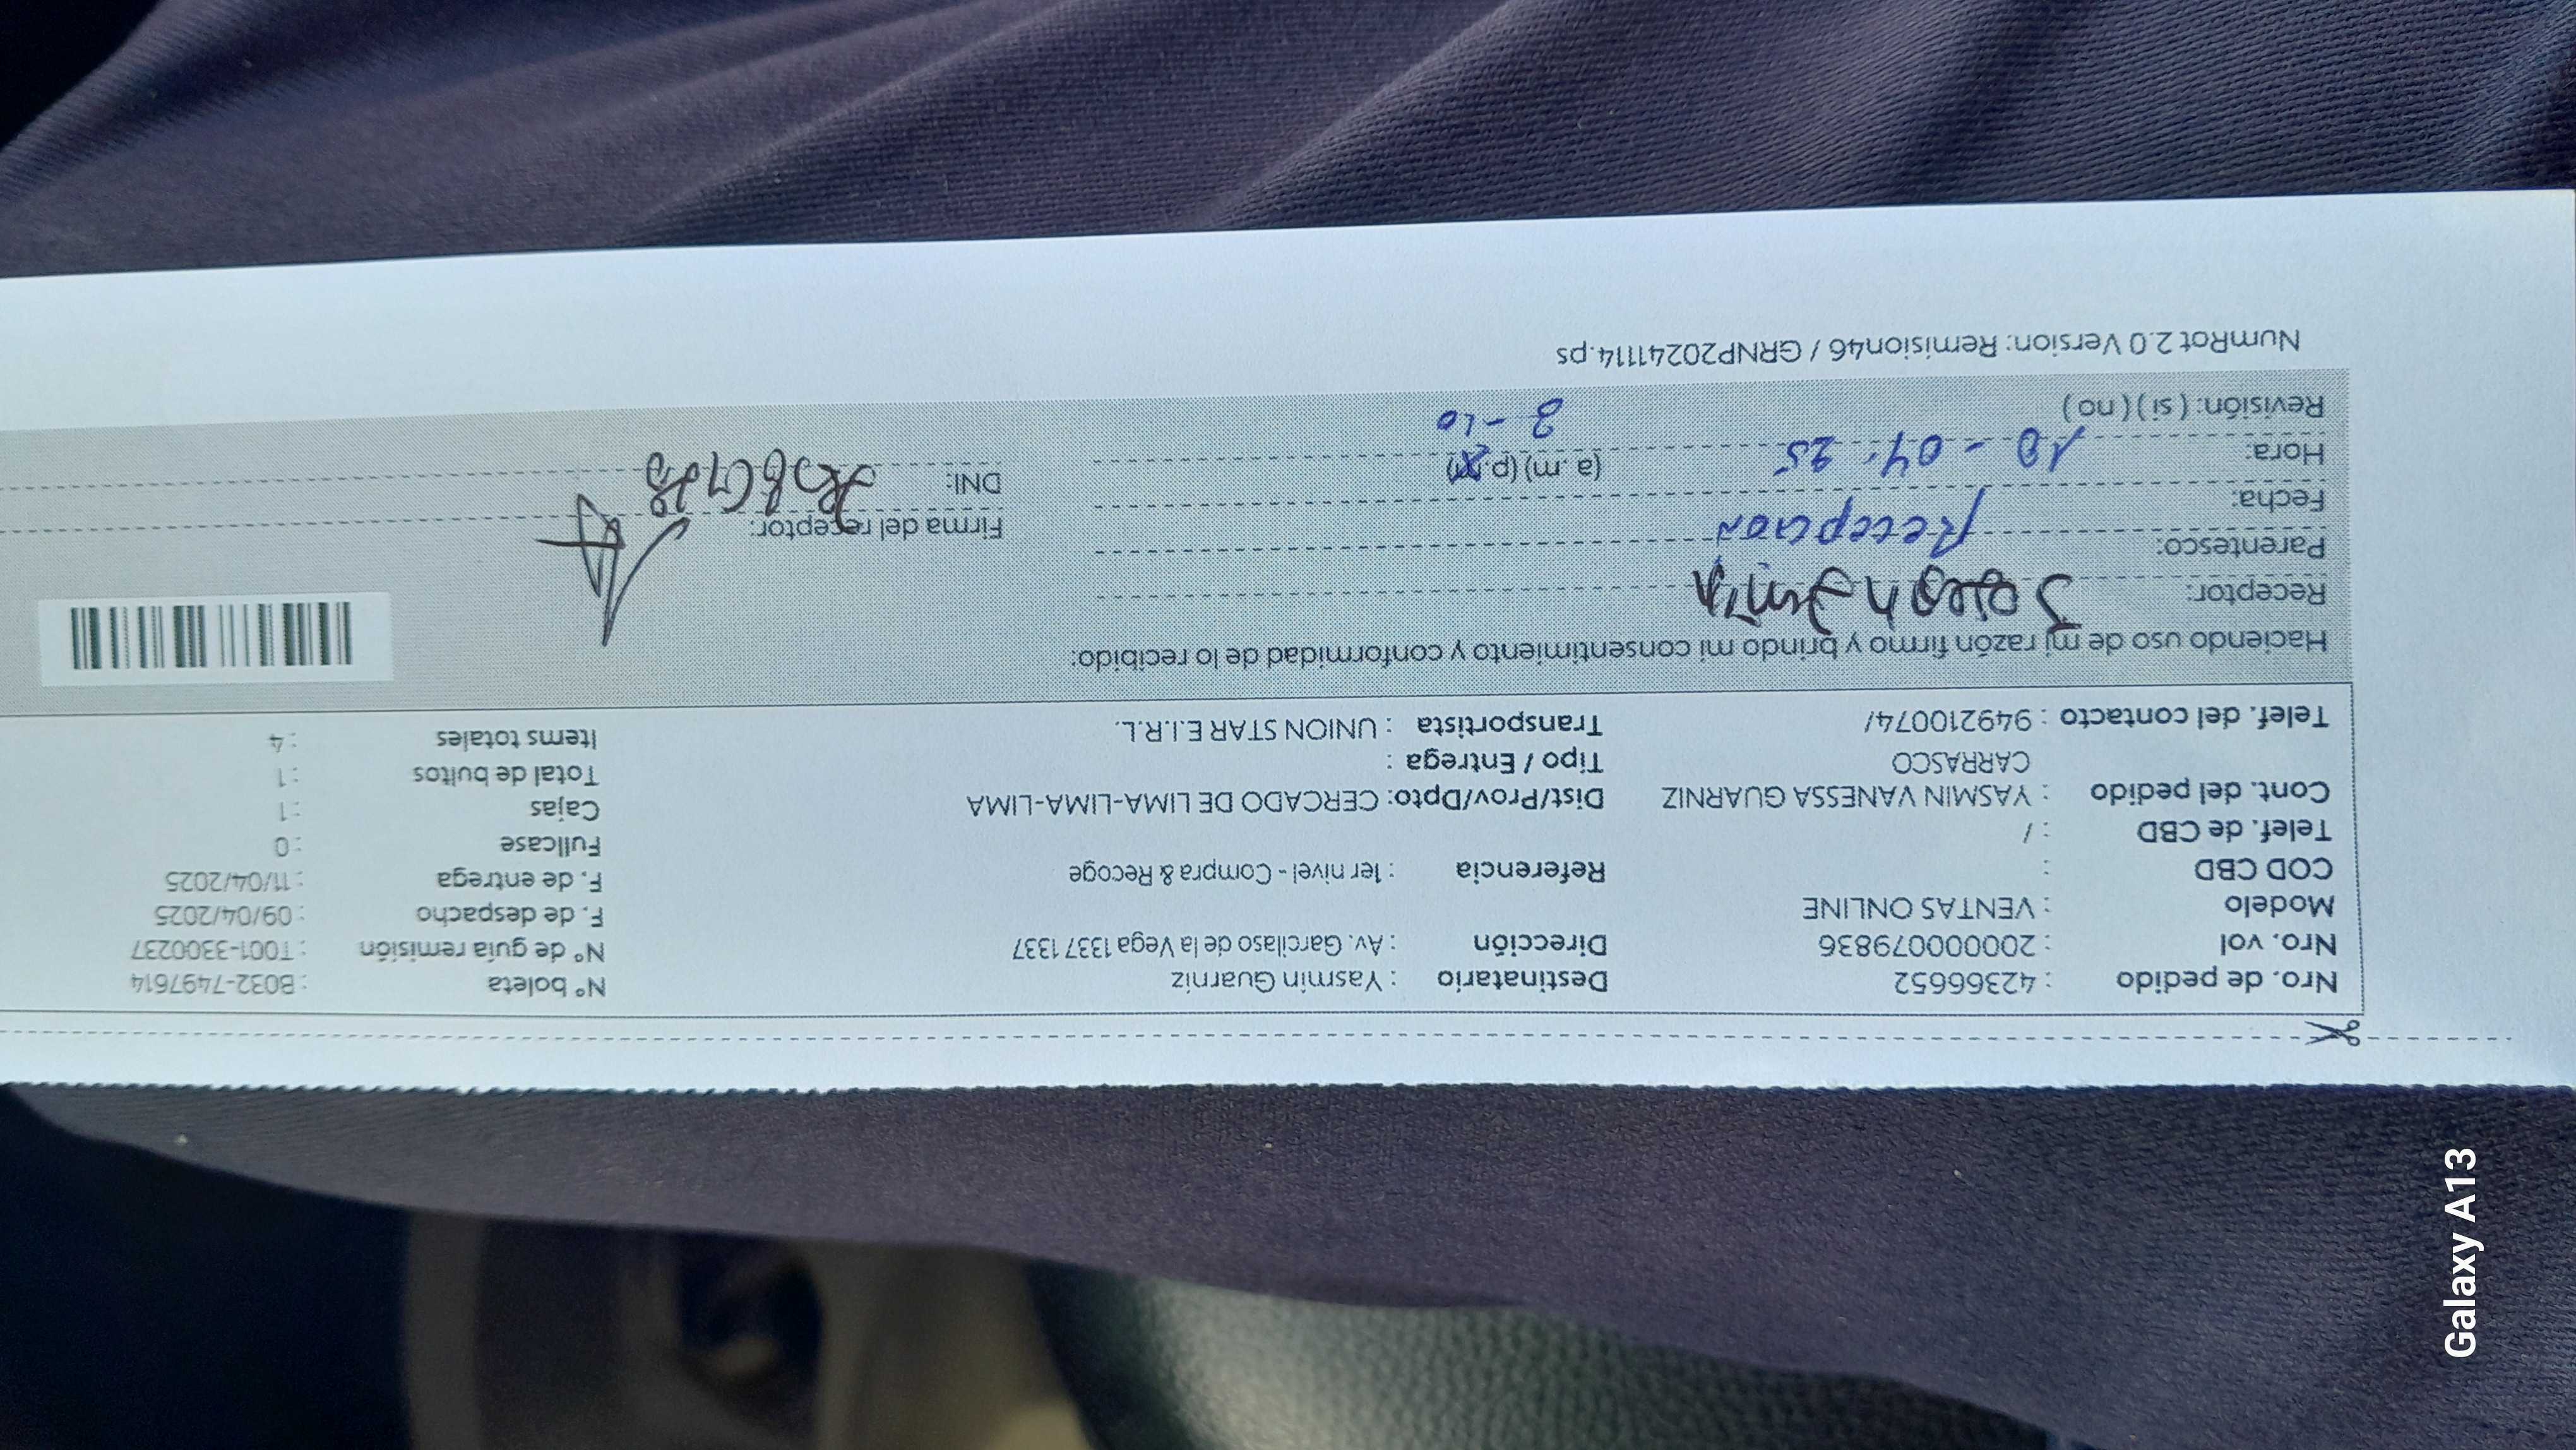 Nro. de pedido : 42366652 Destinatario : Yasmin Guarniz N° boleta : B032-7497614
Nro. vol : 20000079836 Dirección : Av. Garcilaso de la Vega 1337 1337 N° de guía remisión : T001-3300237
Modelo : VENTAS ONLINE F. de despacho : 09/04/2025
COD CBD : Referencia : 1er nivel - Compra & Recoge F. de entrega : 11/04/2025
Telef. de CBD : / Fullcase : 0
Cont. del pedido : YASMIN VANESSA GUARNIZ Dist/Prov/Dpto: CERCADO DE LIMA-LIMA-LIMA Cajas : 1
CARRASCO Tipo / Entrega : Total de bultos : 1
Telef. del contacto : 949210074/ Transportista : UNION STAR E.I.R.L. Items totales : 4
Haciendo uso de mi razón firmo y brindo mi consentimiento y conformidad de lo recibido:
Receptor:
Parentesco: Recepcion Firma del receptor:
Fecha: 10-04-25 DNI:
Hora: (a.m) (p.m)
Revisión: ( si ) ( no )
NumRot 2.0 Version: Remision46 / GRNP20241114.ps
Galaxy A13